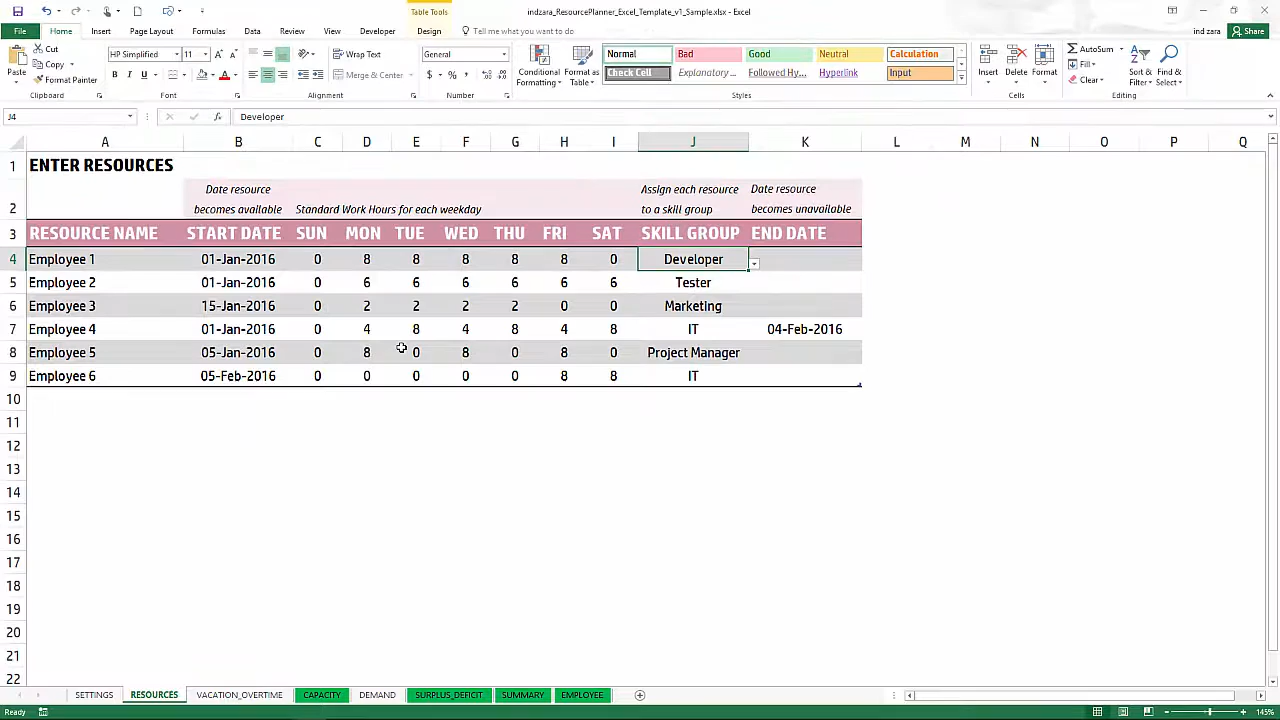 Table Tools
indzara_ResourcePlanner_Excel_Template_v1_Sample.xlsx - Excel
File Home Insert Page Layout Formulas Data Review View Developer Design Tell me what you want to do ind zara Share
Paste Cut Copy Format Painter Clipboard
HP Simplified 11 A A B I U A Font
Wrap Text Merge & Center Alignment
General $ % , Number
Conditional Formatting Format as Table
Normal Bad Good Neutral Calculation
Check Cell Explanatory ... Followed Hy... Hyperlink Input
Styles
Insert Delete Format Cells
AutoSum Fill Clear Sort & Filter Find & Select Editing
J4 fx Developer
A B C D E F G H I J K L M N O P Q
1 ENTER RESOURCES
2 Date resource becomes available Standard Work Hours for each weekday Assign each resource to a skill group Date resource becomes unavailable
3 RESOURCE NAME START DATE SUN MON TUE WED THU FRI SAT SKILL GROUP END DATE
4 Employee 1 01-Jan-2016 0 8 8 8 8 8 0 Developer
5 Employee 2 01-Jan-2016 0 6 6 6 6 6 6 Tester
6 Employee 3 15-Jan-2016 0 2 2 2 2 0 0 Marketing
7 Employee 4 01-Jan-2016 0 4 8 4 8 4 8 IT 04-Feb-2016
8 Employee 5 05-Jan-2016 0 8 0 8 0 8 0 Project Manager
9 Employee 6 05-Feb-2016 0 0 0 0 0 8 8 IT
10
11
12
13
14
15
16
17
18
19
20
21
22
SETTINGS RESOURCES VACATION_OVERTIME CAPACITY DEMAND SURPLUS_DEFICIT SUMMARY EMPLOYEE
Ready 145%